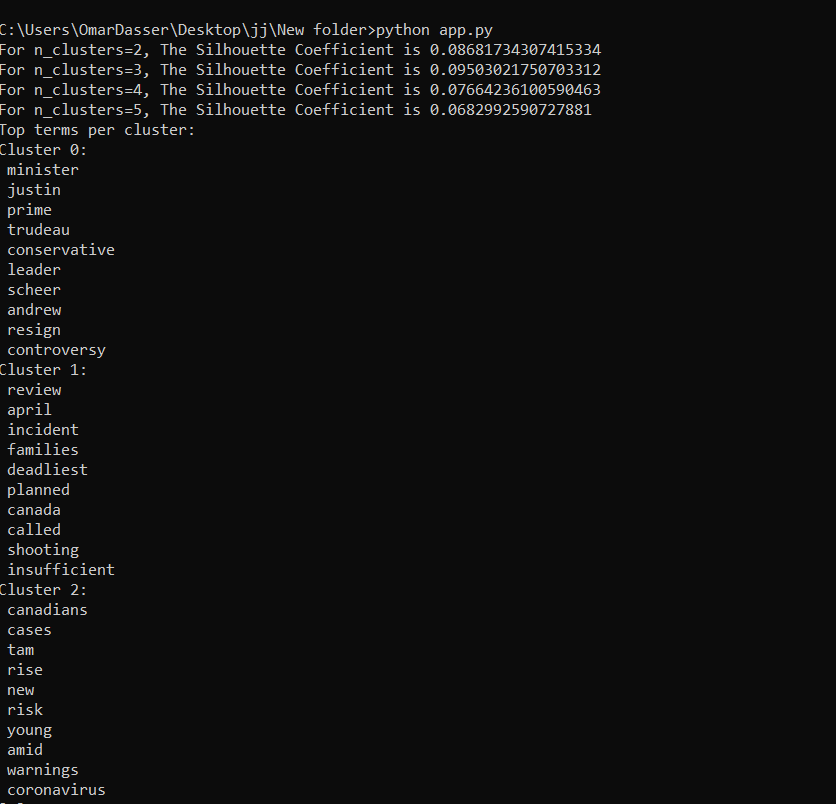 C:\Users\OmarDasser\Desktop\jj\New folder>python app.py
For n_clusters=2, The Silhouette Coefficient is 0.08681734307415334
For n_clusters=3, The Silhouette Coefficient is 0.09503021750703312
For n_clusters=4, The Silhouette Coefficient is 0.07664236100590463
For n_clusters=5, The Silhouette Coefficient is 0.0682992590727881
Top terms per cluster:
Cluster 0:
minister
justin
prime
trudeau
conservative
leader
scheer
andrew
resign
controversy
Cluster 1:
review
april
incident
families
deadliest
planned
canada
called
shooting
insufficient
Cluster 2:
canadians
cases
tam
rise
new
risk
young
amid
warnings
coronavirus